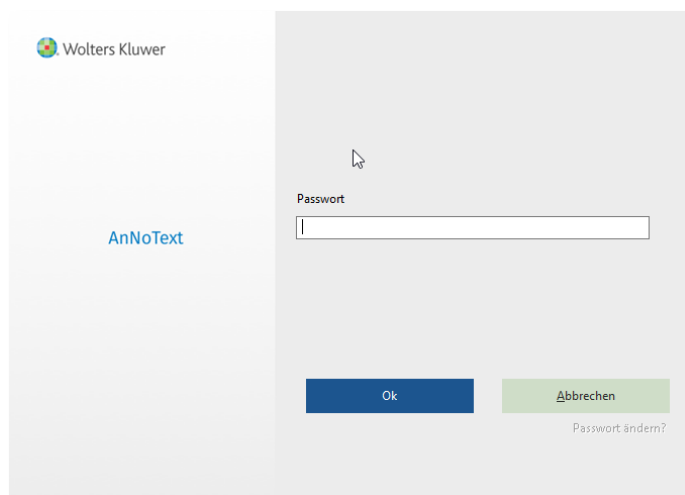 Wolters Kluwer
Passwort
AnNoText
Ok
Abbrechen
Passwort ändern?